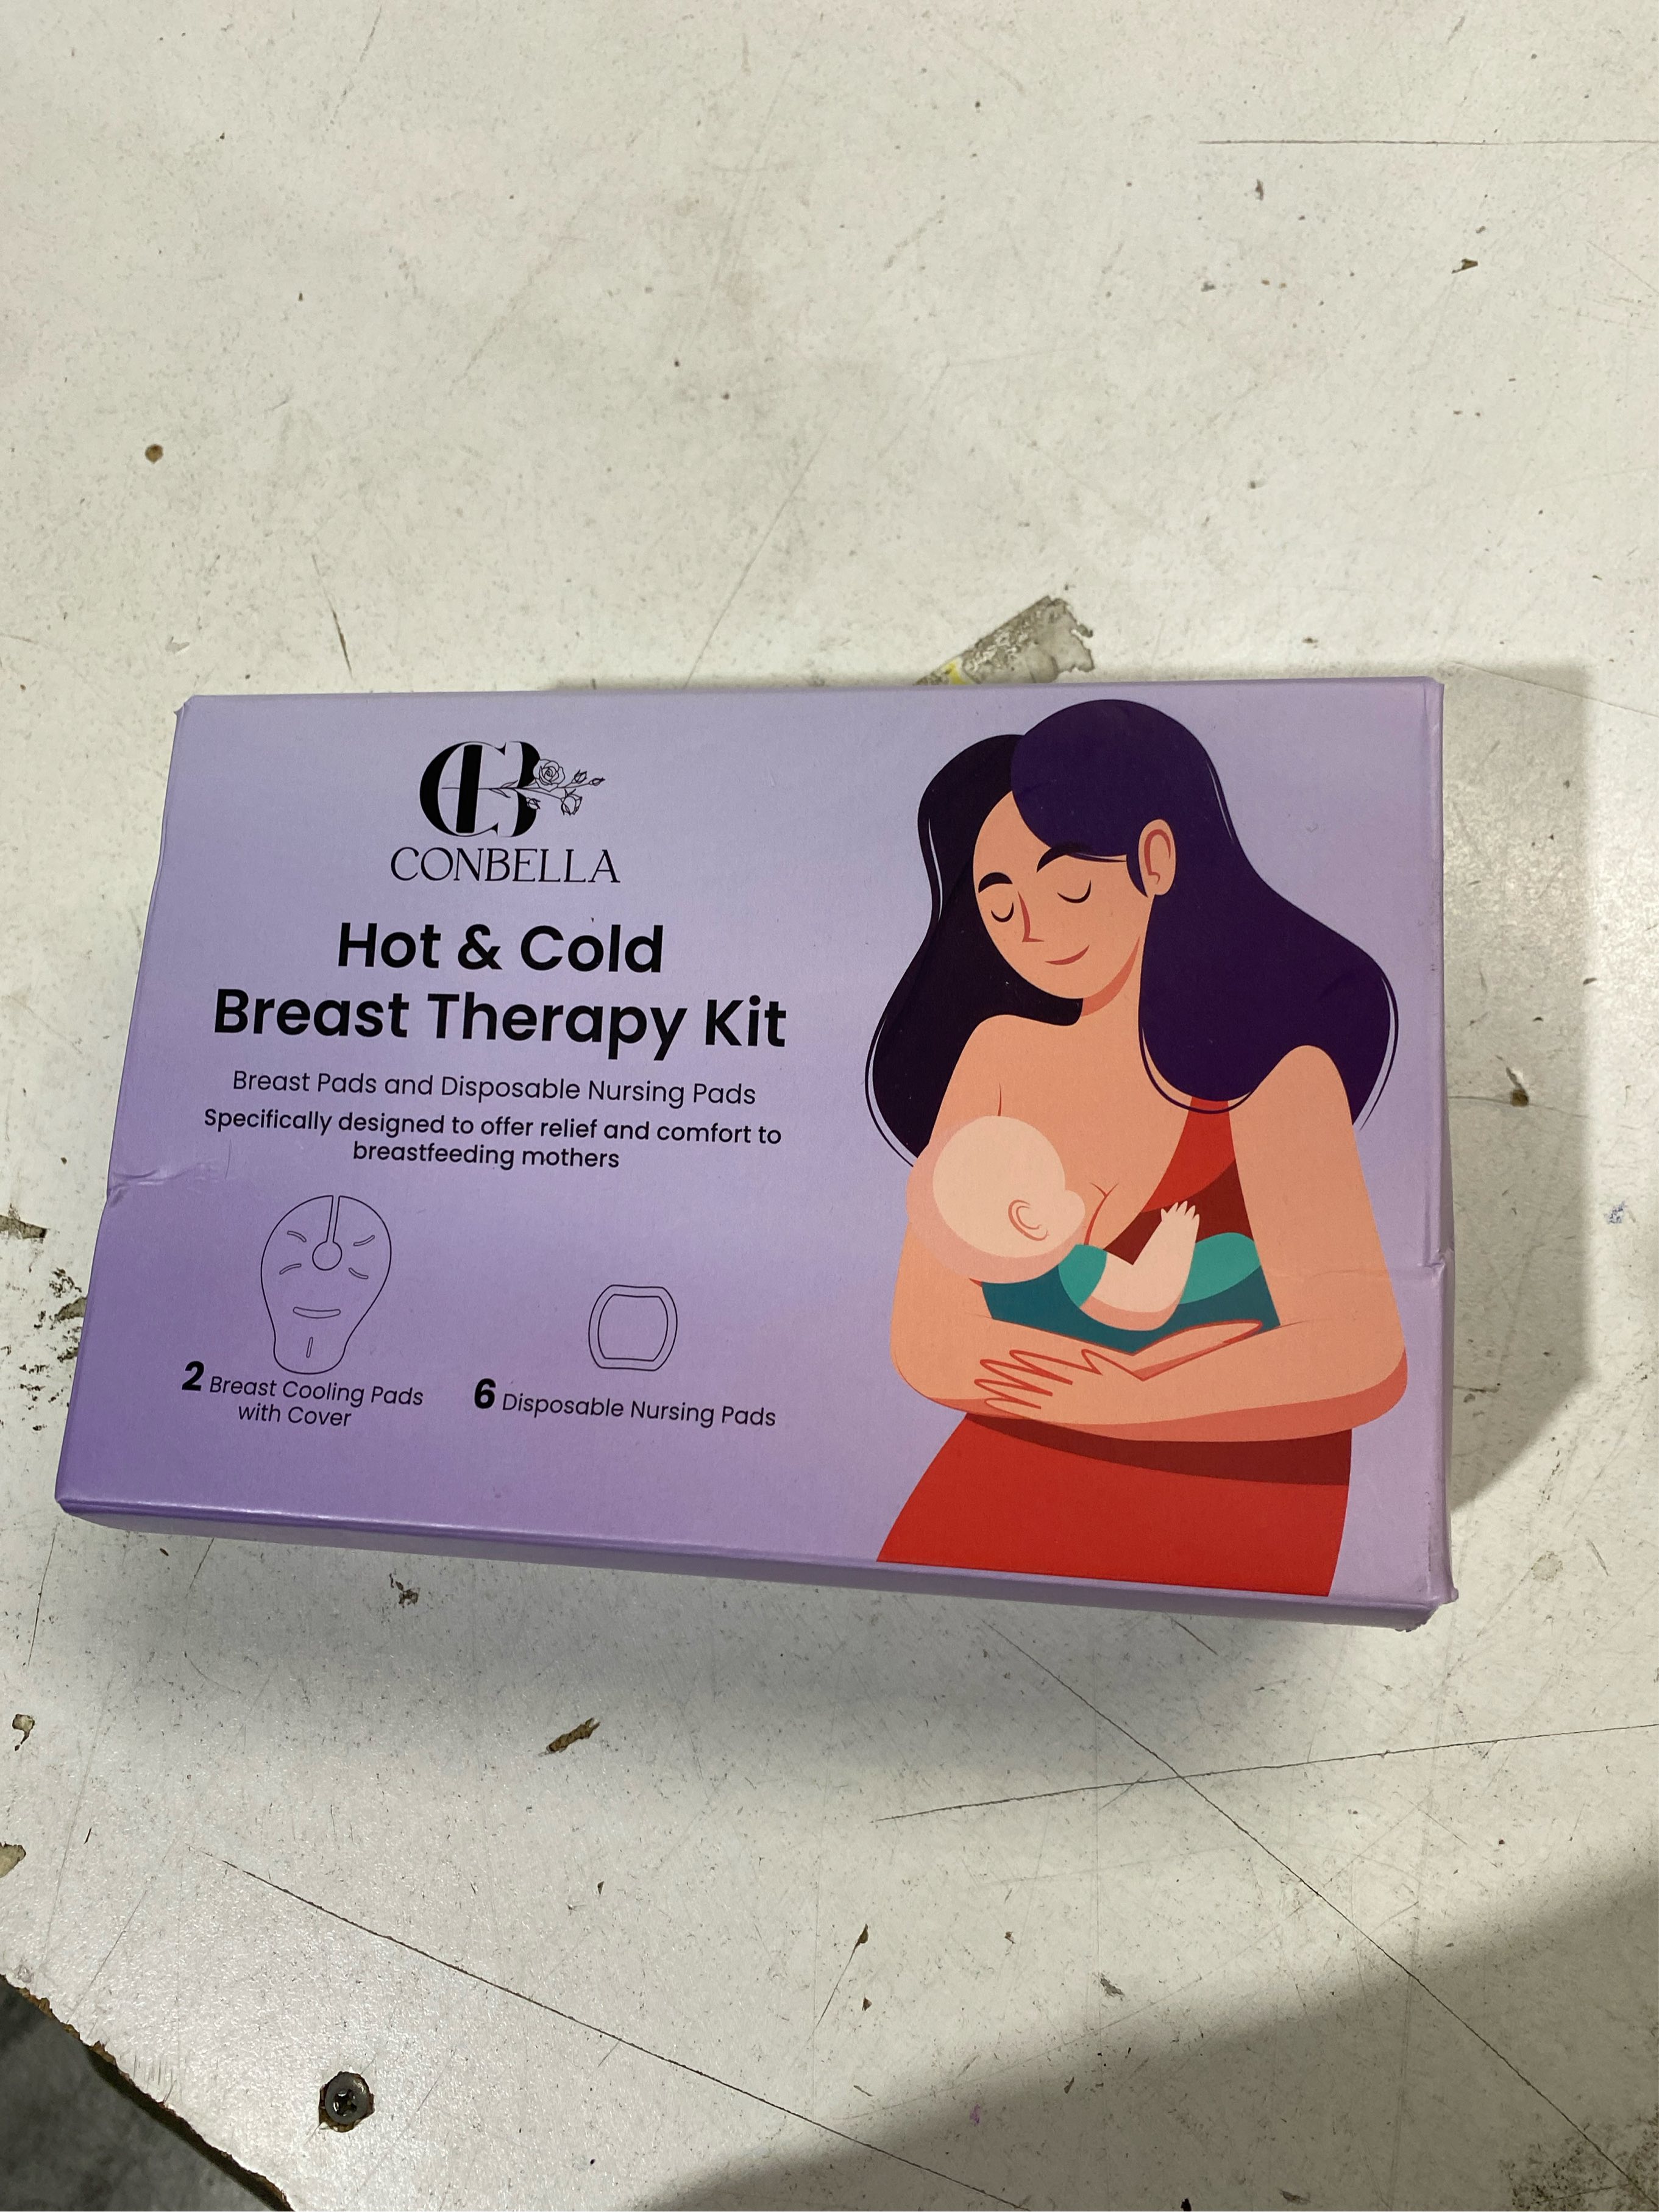 CB
CONBELLA
Hot & Cold
Breast Therapy Kit
Breast Pads and Disposable Nursing Pads
Specifically designed to offer relief and comfort to
breastfeeding mothers
2 Breast Cooling Pads
with Cover
6 Disposable Nursing Pads